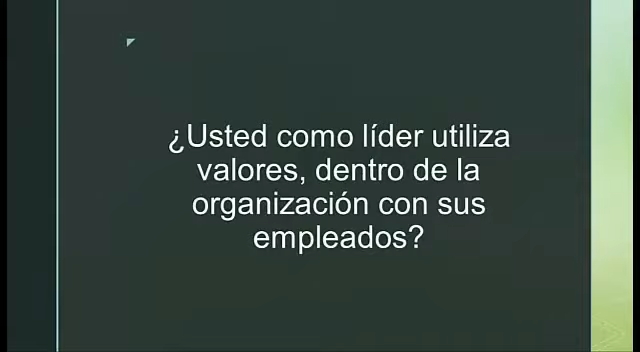 ¿Usted como líder utiliza
valores, dentro de la
organización con sus
empleados?